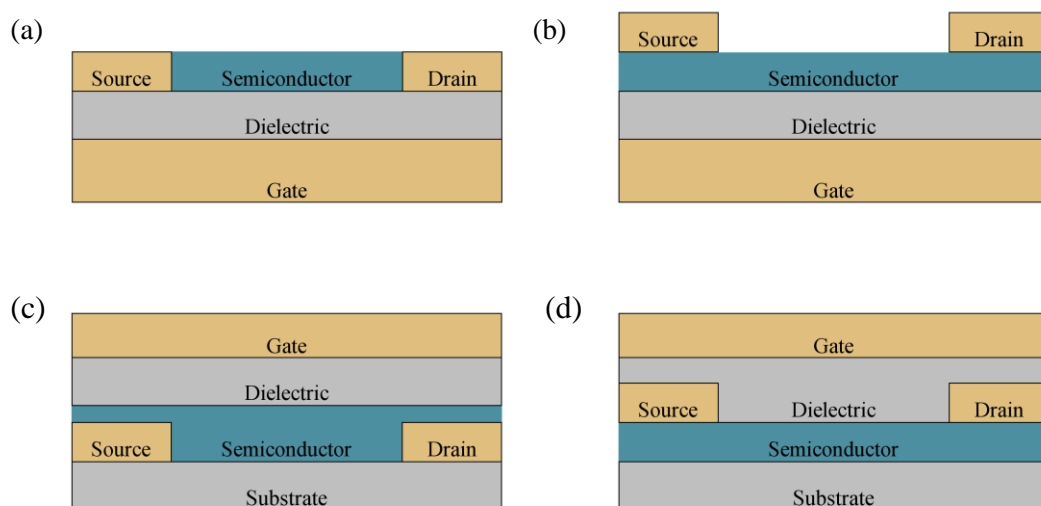 (a)
Source Semiconductor Drain
Dielectric
Gate
(b)
Source Drain
Semiconductor
Dielectric
Gate
(c)
Gate
Dielectric
Source Semiconductor Drain
Substrate
(d)
Gate
Source Dielectric Drain
Semiconductor
Substrate